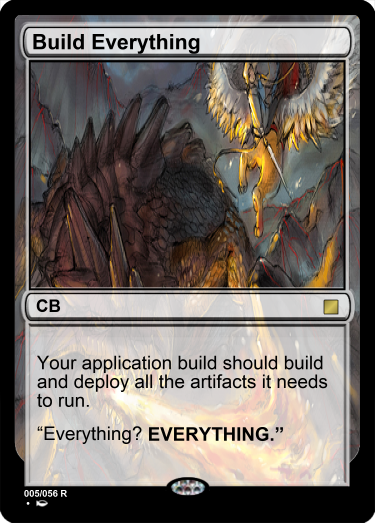 Build Everything
CB
Your application build should build
and deploy all the artifacts it needs
to run.
“Everything? EVERYTHING.”
005/056 R